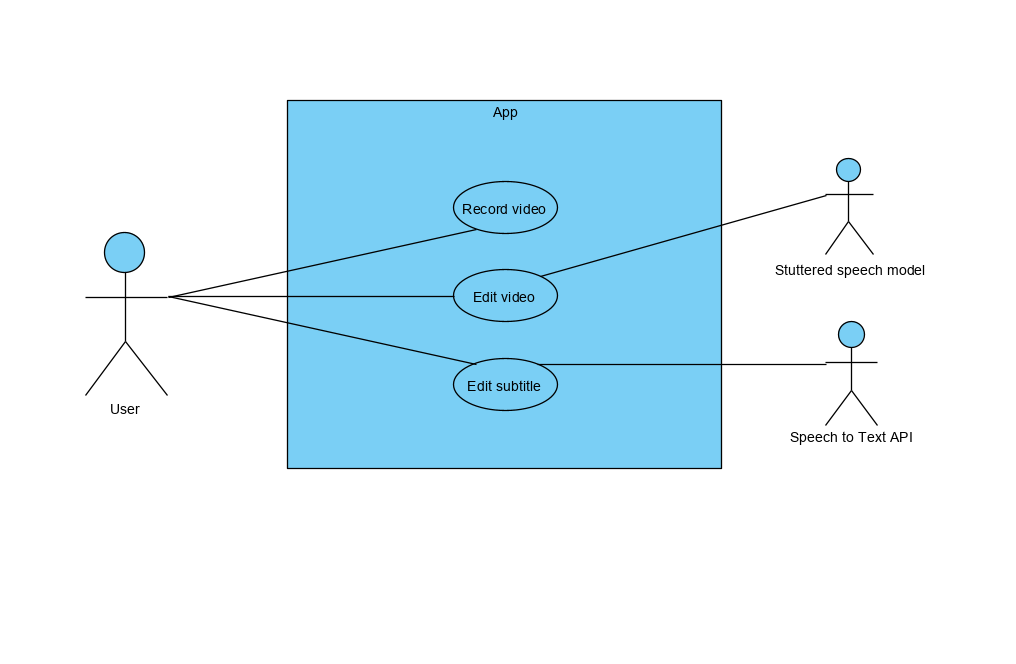 App
Record video
Edit video
Edit subtitle
User
Stuttered speech model
Speech to Text API